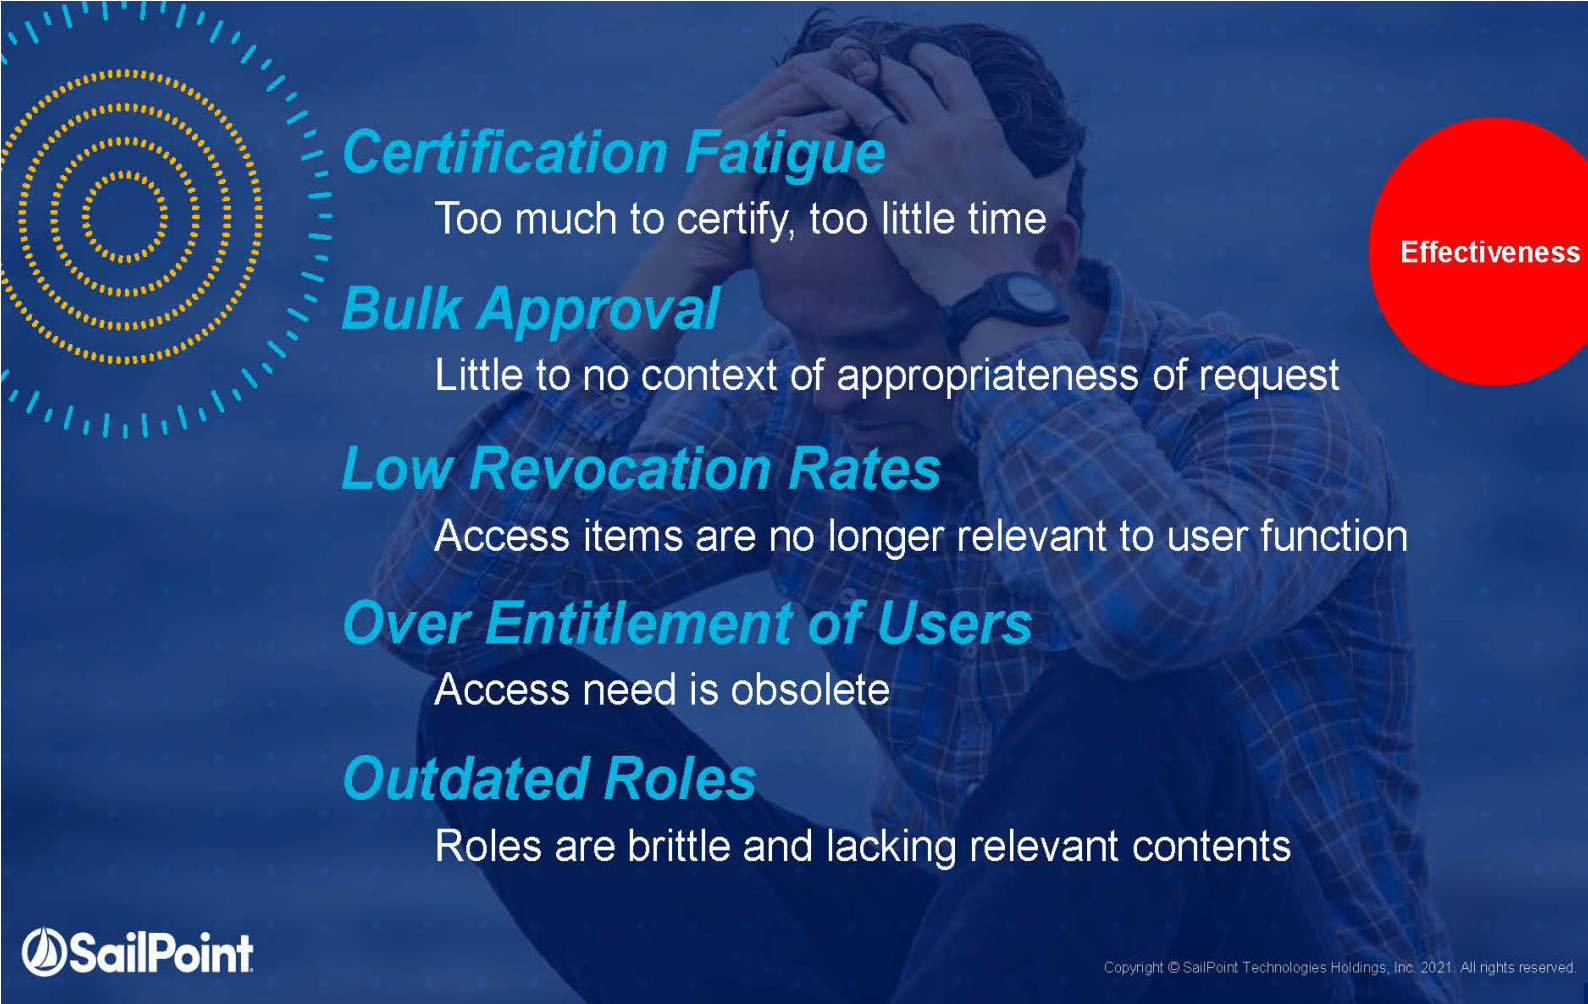 Certification Fatigue
Too much to certify, too little time
Effectiveness
Bulk Approval
Little to no context of appropriateness of request
Low Revocation Rates
Access items are no longer relevant to user function
Over Entitlement of Users
Access need is obsolete
Outdated Roles
Roles are brittle and lacking relevant contents
SailPoint
Copyright © SailPoint Technologies Holdings, Inc. 2021. All rights reserved.